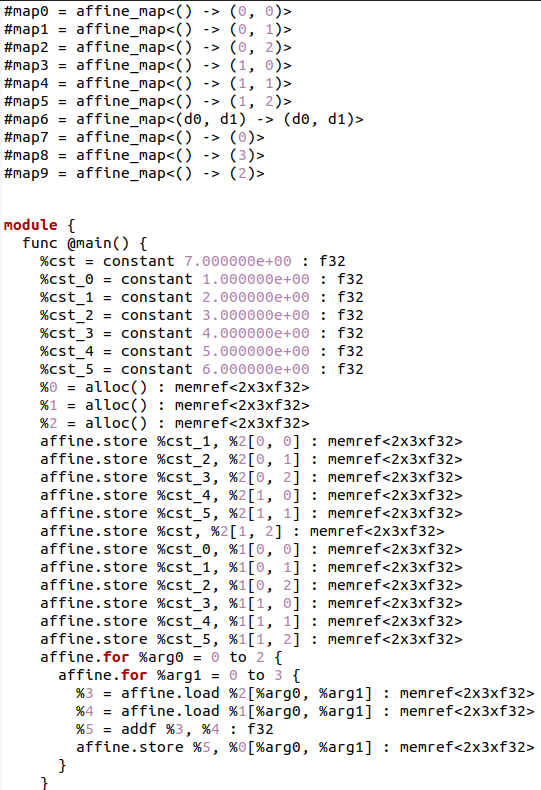 #map0 = affine_map<() -> (0, 0)>
#map1 = affine_map<() -> (0, 1)>
#map2 = affine_map<() -> (0, 2)>
#map3 = affine_map<() -> (1, 0)>
#map4 = affine_map<() -> (1, 1)>
#map5 = affine_map<() -> (1, 2)>
#map6 = affine_map<(d0, d1) -> (d0, d1)>
#map7 = affine_map<() -> (0)>
#map8 = affine_map<() -> (3)>
#map9 = affine_map<() -> (2)>
module {
  func @main() {
    %cst = constant 7.000000e+00 : f32
    %cst_0 = constant 1.000000e+00 : f32
    %cst_1 = constant 2.000000e+00 : f32
    %cst_2 = constant 3.000000e+00 : f32
    %cst_3 = constant 4.000000e+00 : f32
    %cst_4 = constant 5.000000e+00 : f32
    %cst_5 = constant 6.000000e+00 : f32
    %0 = alloc() : memref<2x3xf32>
    %1 = alloc() : memref<2x3xf32>
    %2 = alloc() : memref<2x3xf32>
    affine.store %cst_1, %2[0, 0] : memref<2x3xf32>
    affine.store %cst_2, %2[0, 1] : memref<2x3xf32>
    affine.store %cst_3, %2[0, 2] : memref<2x3xf32>
    affine.store %cst_4, %2[1, 0] : memref<2x3xf32>
    affine.store %cst_5, %2[1, 1] : memref<2x3xf32>
    affine.store %cst, %2[1, 2] : memref<2x3xf32>
    affine.store %cst_0, %1[0, 0] : memref<2x3xf32>
    affine.store %cst_1, %1[0, 1] : memref<2x3xf32>
    affine.store %cst_2, %1[0, 2] : memref<2x3xf32>
    affine.store %cst_3, %1[1, 0] : memref<2x3xf32>
    affine.store %cst_4, %1[1, 1] : memref<2x3xf32>
    affine.store %cst_5, %1[1, 2] : memref<2x3xf32>
    affine.for %arg0 = 0 to 2 {
      affine.for %arg1 = 0 to 3 {
        %3 = affine.load %2[%arg0, %arg1] : memref<2x3xf32>
        %4 = affine.load %1[%arg0, %arg1] : memref<2x3xf32>
        %5 = addf %3, %4 : f32
        affine.store %5, %0[%arg0, %arg1] : memref<2x3xf32>
      }
    }